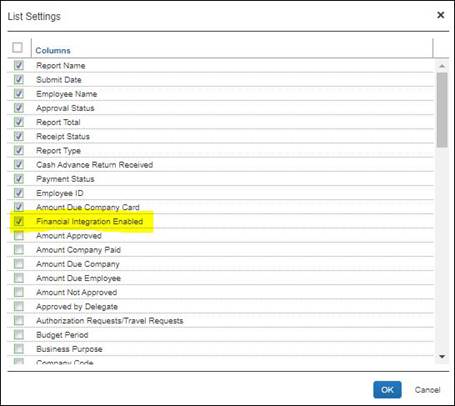 List Settings
Columns
Report Name
Submit Date
Employee Name
Approval Status
Report Total
Receipt Status
Report Type
Cash Advance Return Received
Payment Status
Employee ID
Amount Due Company Card
Financial Integration Enabled
Amount Approved
Amount Company Paid
Amount Due Company
Amount Due Employee
Amount Not Approved
Approved by Delegate
Authorization Requests/Travel Requests
Budget Period
Business Purpose
Company Code
OK Cancel